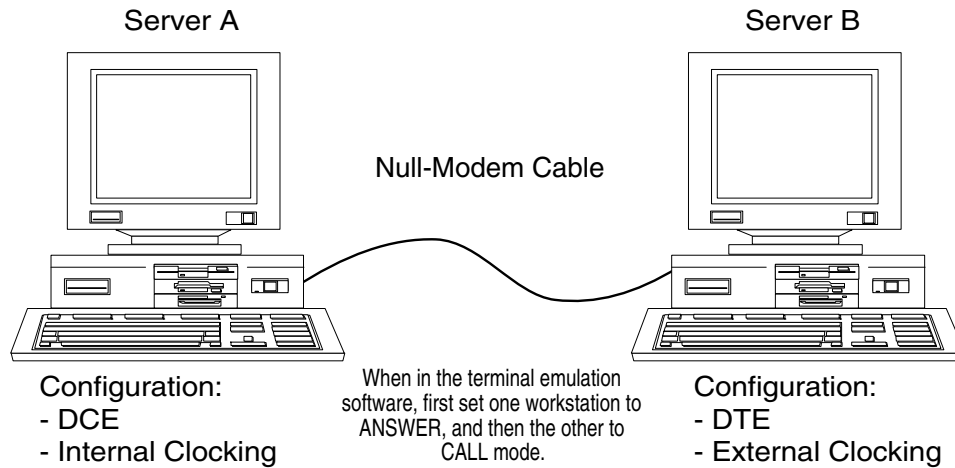 Server A
Server B
Null-Modem Cable
Configuration:
- DCE
- Internal Clocking
When in the terminal emulation
software, first set one workstation to
ANSWER, and then the other to
CALL mode.
Configuration:
- DTE
- External Clocking